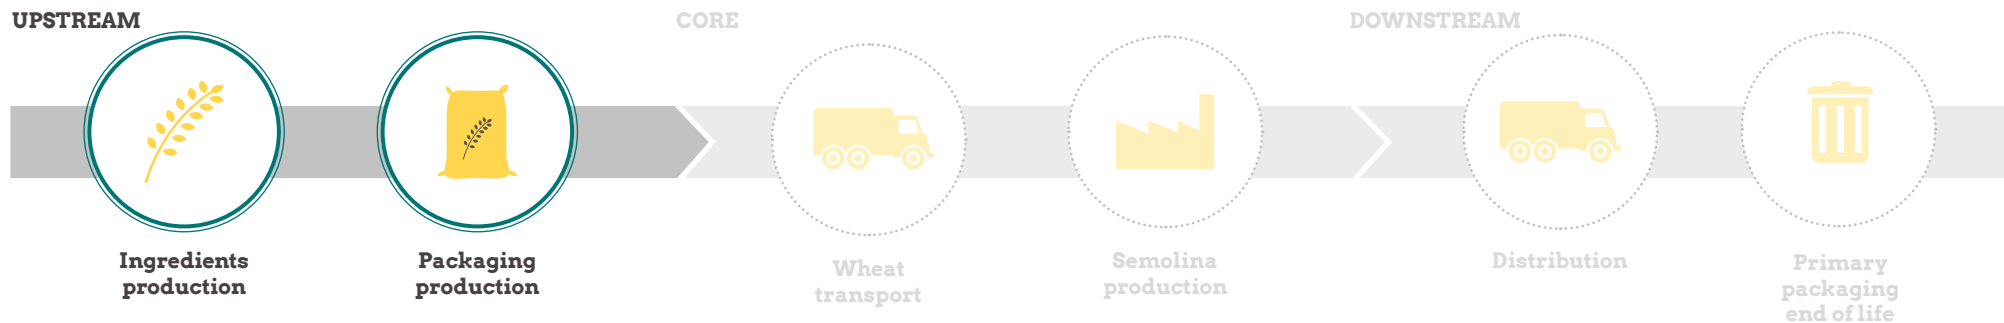 UPSTREAM
CORE
DOWNSTREAM
Ingredients
production
Packaging
production
Wheat
transport
Semolina
production
Distribution
Primary
packaging
end of life